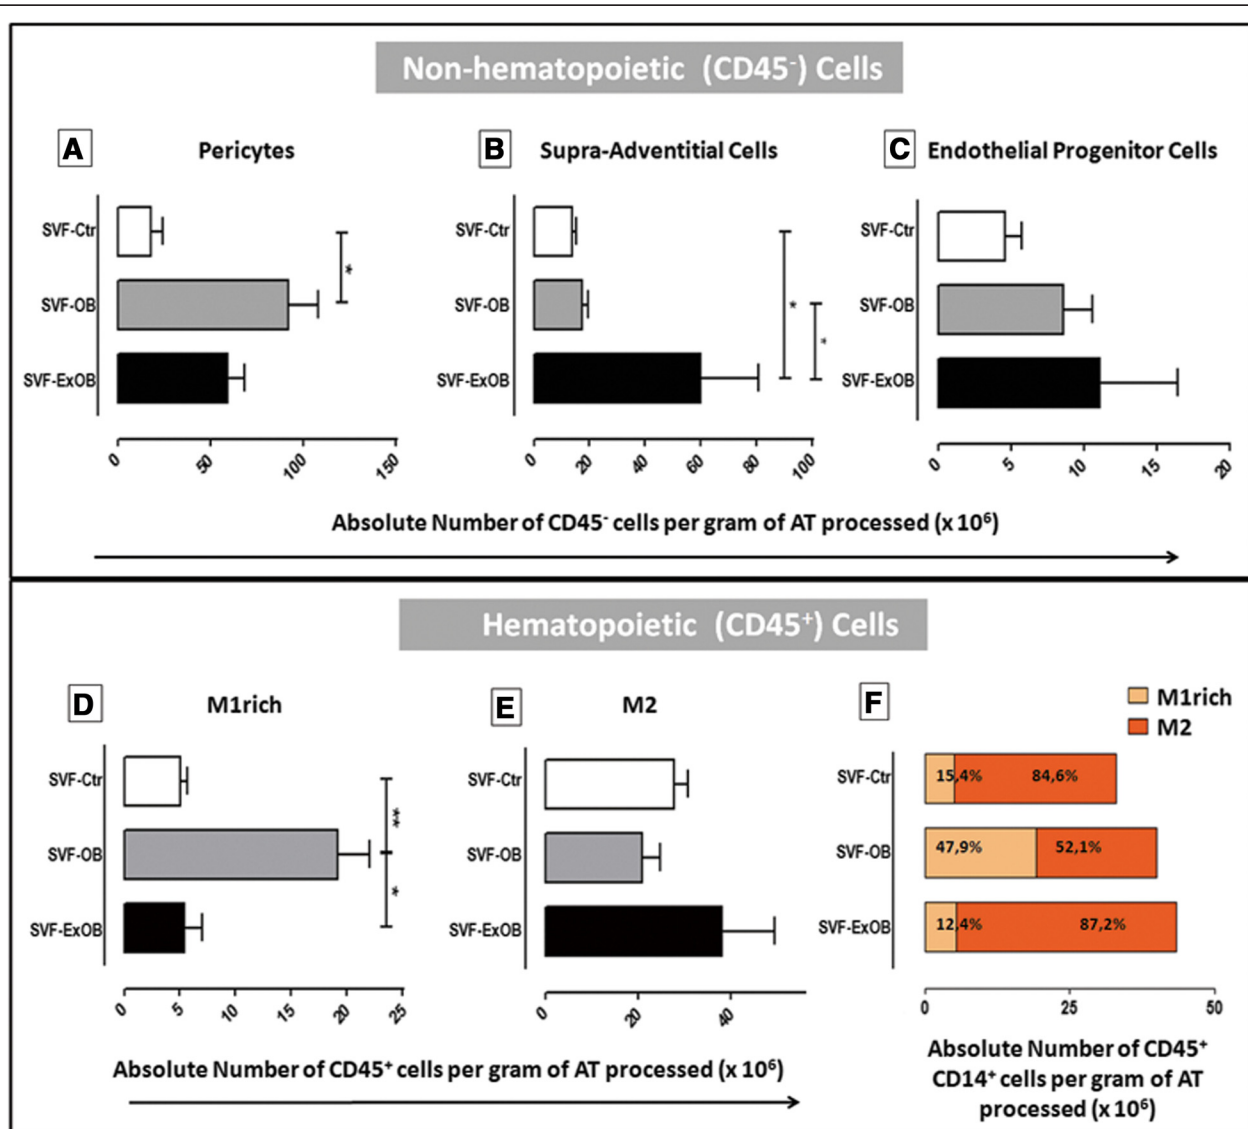 Non-hematopoietic (CD45⁻) Cells
A Pericytes
SVF-Ctr
SVF-OB
SVF-ExOB
*
0 50 100 150
B Supra-Adventitial Cells
SVF-Ctr
SVF-OB
SVF-ExOB
*
*
0 20 40 60 80 100
C Endothelial Progenitor Cells
SVF-Ctr
SVF-OB
SVF-ExOB
0 5 10 15 20
Absolute Number of CD45⁻ cells per gram of AT processed (x 10⁶)
Hematopoietic (CD45⁺) Cells
D M1rich
SVF-Ctr
SVF-OB
SVF-ExOB
**
*
0 5 10 15 20 25
E M2
SVF-Ctr
SVF-OB
SVF-ExOB
0 20 40
Absolute Number of CD45⁺ cells per gram of AT processed (x 10⁶)
F
M1rich
M2
SVF-Ctr 15,4% 84,6%
SVF-OB 47,9% 52,1%
SVF-ExOB 12,4% 87,2%
0 25 50
Absolute Number of CD45⁺
CD14⁺ cells per gram of AT
processed (x 10⁶)